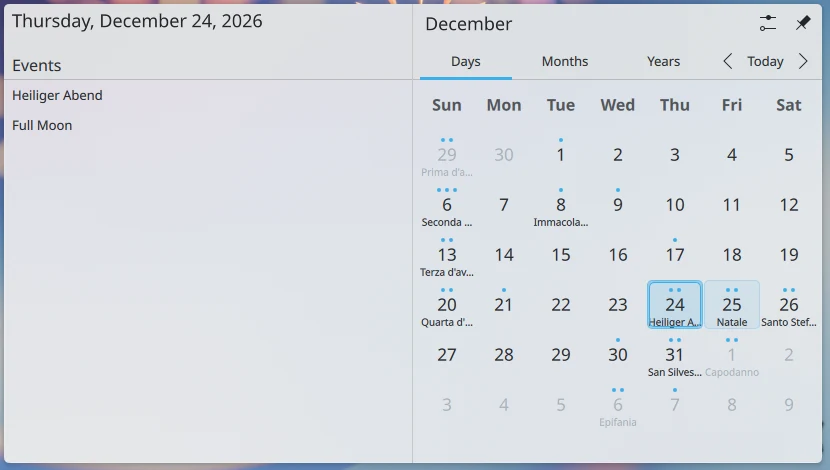 Thursday, December 24, 2026
Events
Heiliger Abend
Full Moon
December
Days Months Years Today
Sun Mon Tue Wed Thu Fri Sat
29 30 1 2 3 4 5
Prima d'a...
6 7 8 9 10 11 12
Seconda ... Immacola...
13 14 15 16 17 18 19
Terza d'av...
20 21 22 23 24 25 26
Quarta d'... Heiliger A... Natale Santo Stef...
27 28 29 30 31 1 2
San Silves... Capodanno
3 4 5 6 7 8 9
Epifania